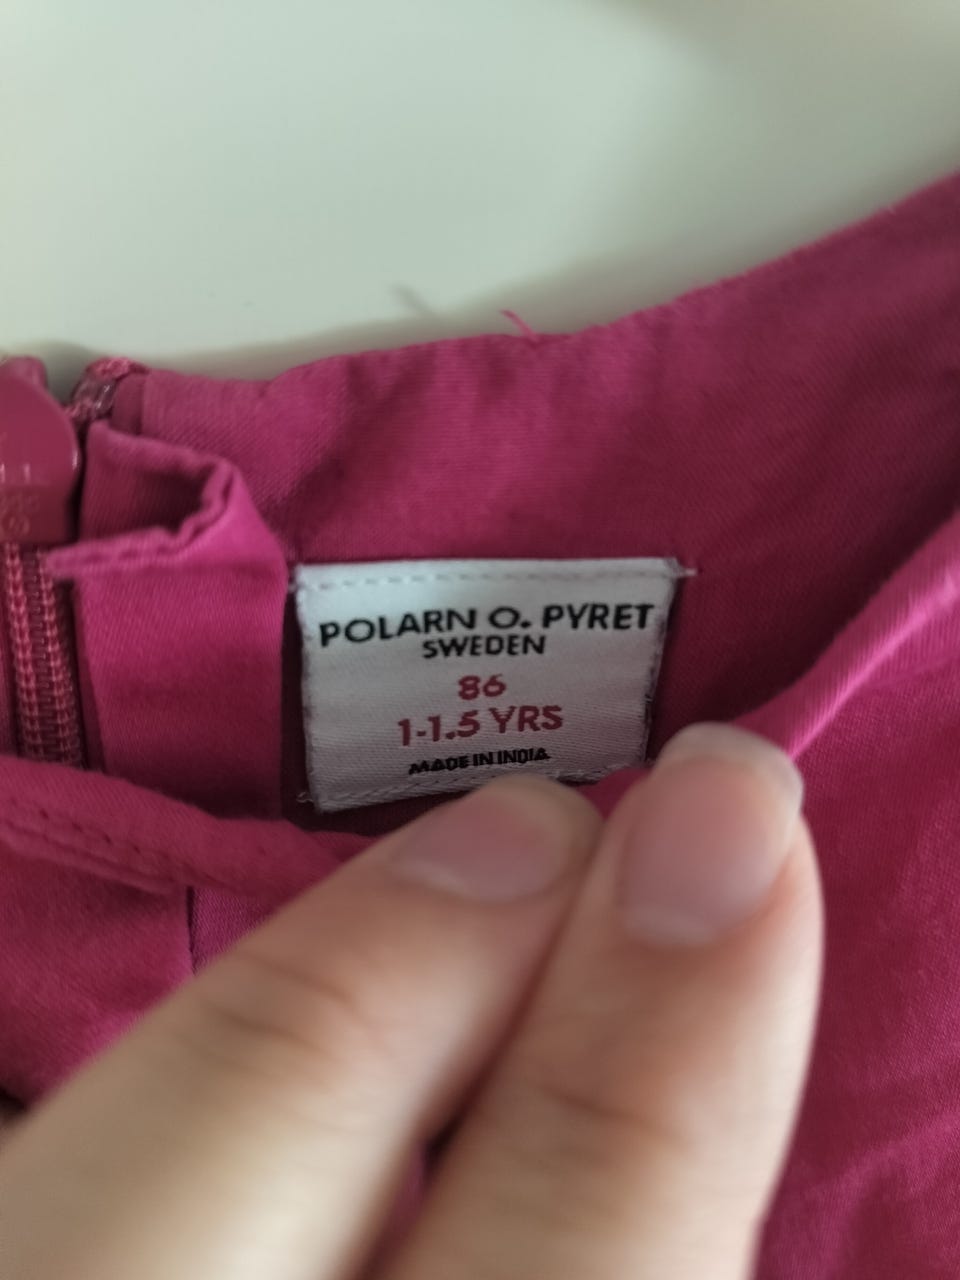 POLARN O. PYRET
SWEDEN
86
1-1.5 YRS
MADE IN INDIA